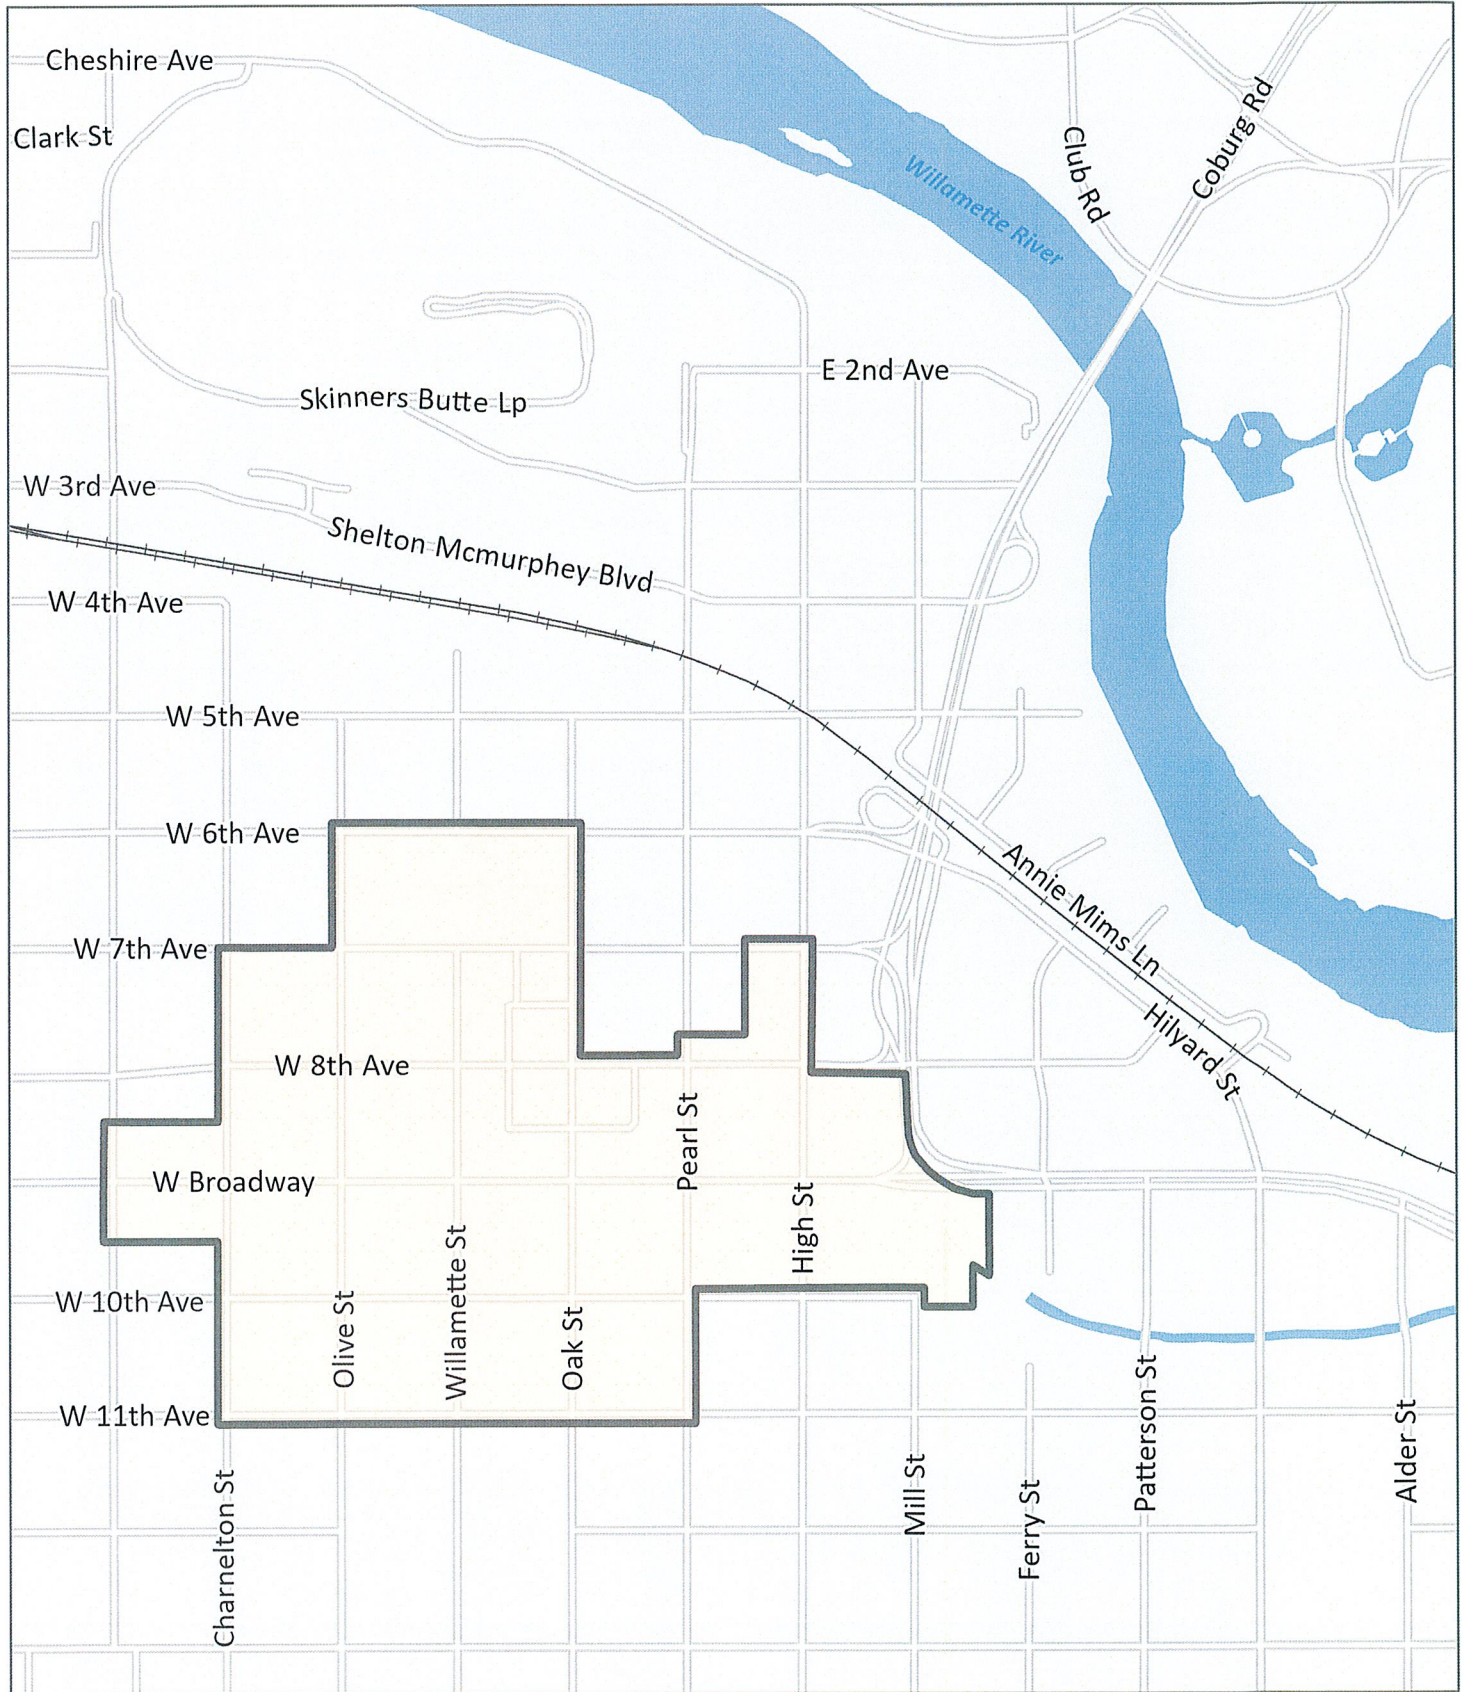 Cheshire Ave
Clark St
Club Rd
Coburg Rd
Willamette River
E 2nd Ave
Skinners Butte Lp
W 3rd Ave
Shelton Mcmurphey Blvd
W 4th Ave
W 5th Ave
W 6th Ave
Annie Mims Ln
W 7th Ave
Hilyard St
W 8th Ave
Pearl St
W Broadway
High St
Willamette St
W 10th Ave
Olive St
Oak St
W 11th Ave
Patterson St
Alder St
Mill St
Charnelton St
Ferry St